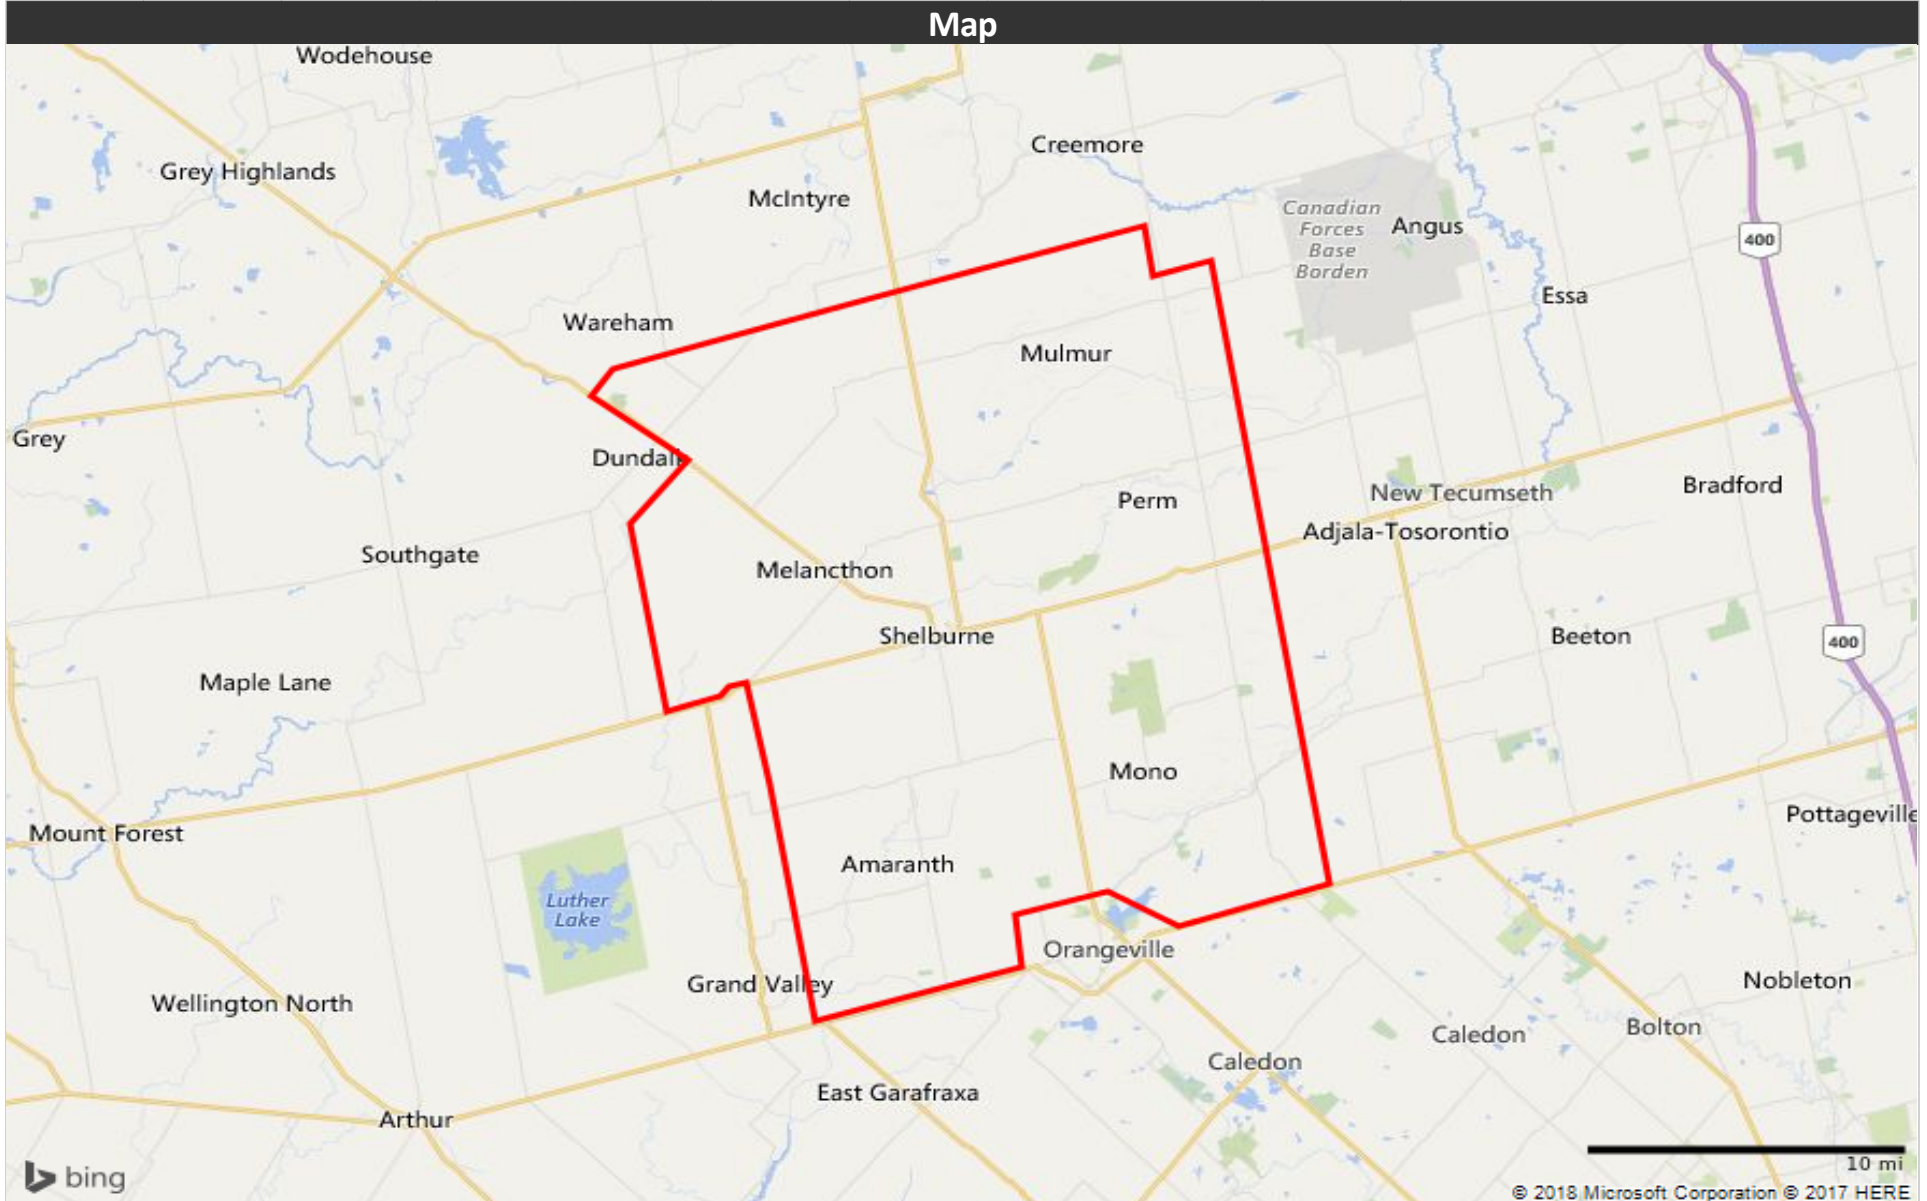 Map
Wodehouse
Creemore
Grey Highlands
McIntyre
Canadian
Forces
Base
Borden
Angus
400
Essa
Wareham
Mulmur
Grey
Dundalk
Perm
New Tecumseth
Bradford
Adjala-Tosorontio
Southgate
Melancthon
Shelburne
Beeton
400
Maple Lane
Mono
Pottageville
Mount Forest
Amaranth
Luther
Lake
Orangeville
Grand Valley
Nobleton
Wellington North
Caledon
Bolton
Caledon
East Garafraxa
Arthur
10 mi
bing
© 2018 Microsoft Corporation © 2017 HERE